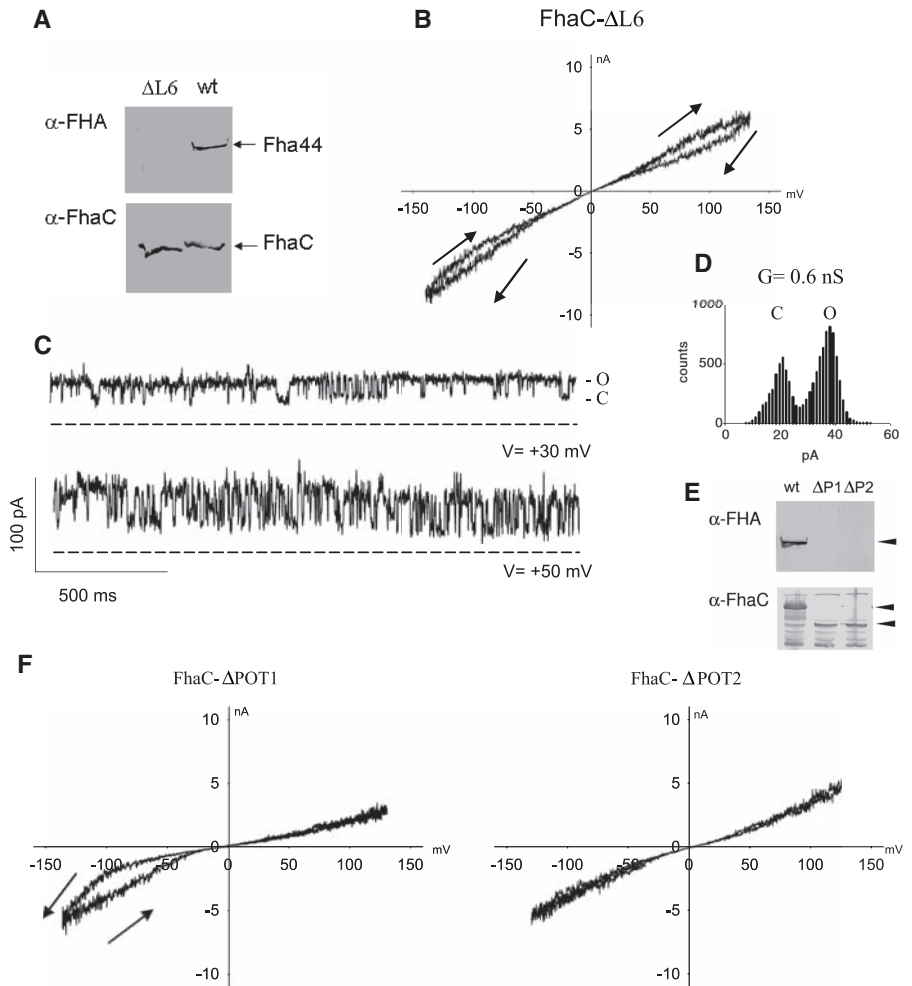 A
ΔL6 wt
α-FHA
Fha44
α-FhaC
FhaC
B
FhaC-ΔL6
nA
10
5
0
-5
-10
-150 -100 -50 0 50 100 150
mV
C
- O
- C
V= +30 mV
100 pA
V= +50 mV
500 ms
D
G= 0.6 nS
C O
1000
500
0
counts
0 20 40 60
pA
E
wt ΔP1 ΔP2
α-FHA
α-FhaC
F
FhaC- ΔPOT1
nA
10
5
0
-5
-10
-150 -100 -50 0 50 100 150
mV
FhaC- ΔPOT2
nA
10
5
0
-5
-10
-150 -100 -50 0 50 100 150
mV